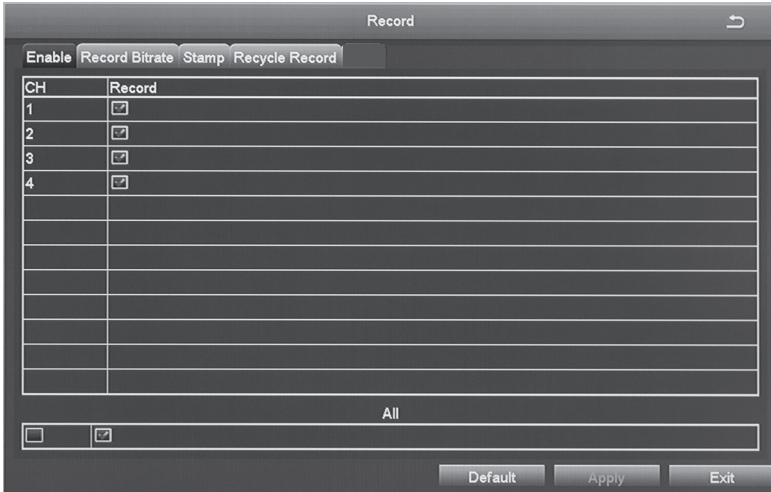 Record
Enable Record Bitrate Stamp Recycle Record
CH Record
1
2
3
4
All
Default Apply Exit